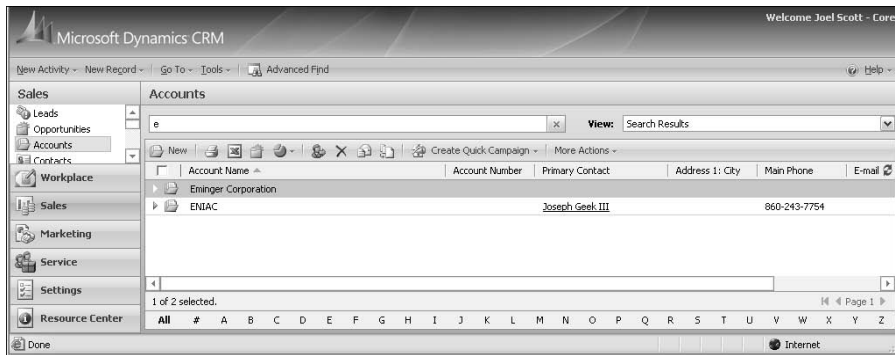 Welcome Joel Scott - Core
Microsoft Dynamics CRM
New Activity - New Record - Go To - Tools - Advanced Find Help -
Sales Accounts
Leads
Opportunities
Accounts
Contacts
e View: Search Results
New Create Quick Campaign - More Actions -
Account Name Account Number Primary Contact Address 1: City Main Phone E-mail
Eminger Corporation
ENIAC Joseph Geek III 860-243-7754
Workplace
Sales
Marketing
Service
Settings
Resource Center
1 of 2 selected. Page 1
All # A B C D E F G H I J K L M N O P Q R S T U V W X Y Z
Done Internet